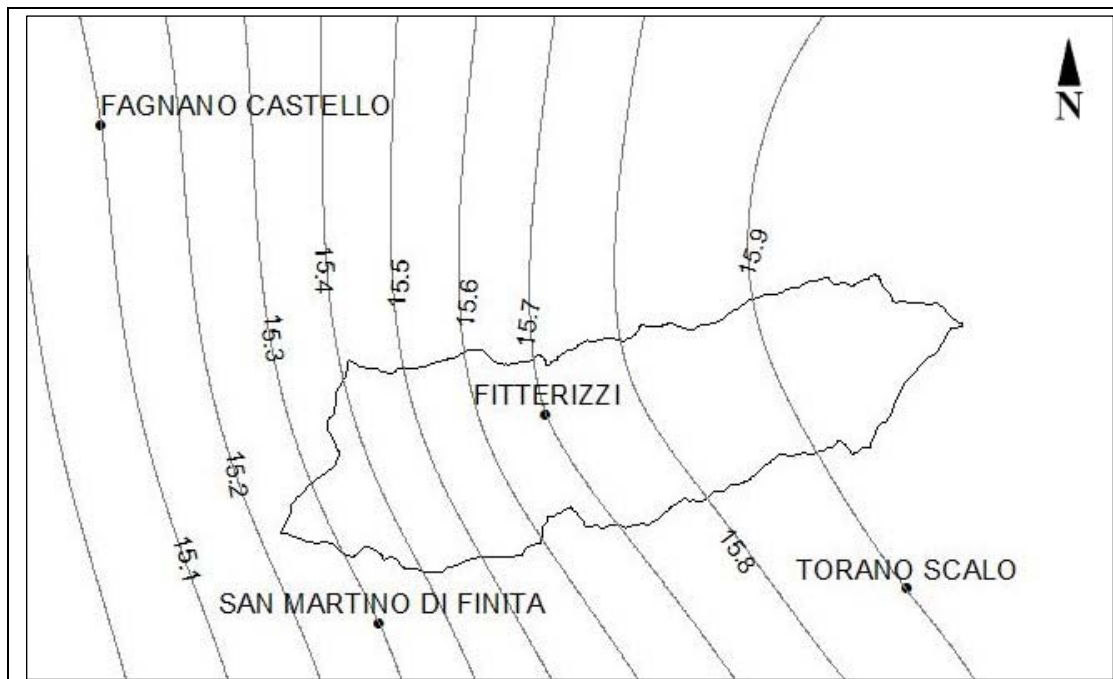 N
FAGNANO CASTELLO
15.9
15.4
15.5
15.6
15.7
15.3
FITTERIZZI
15.2
15.1
15.8
TORANO SCALO
SAN MARTINO DI FINITA